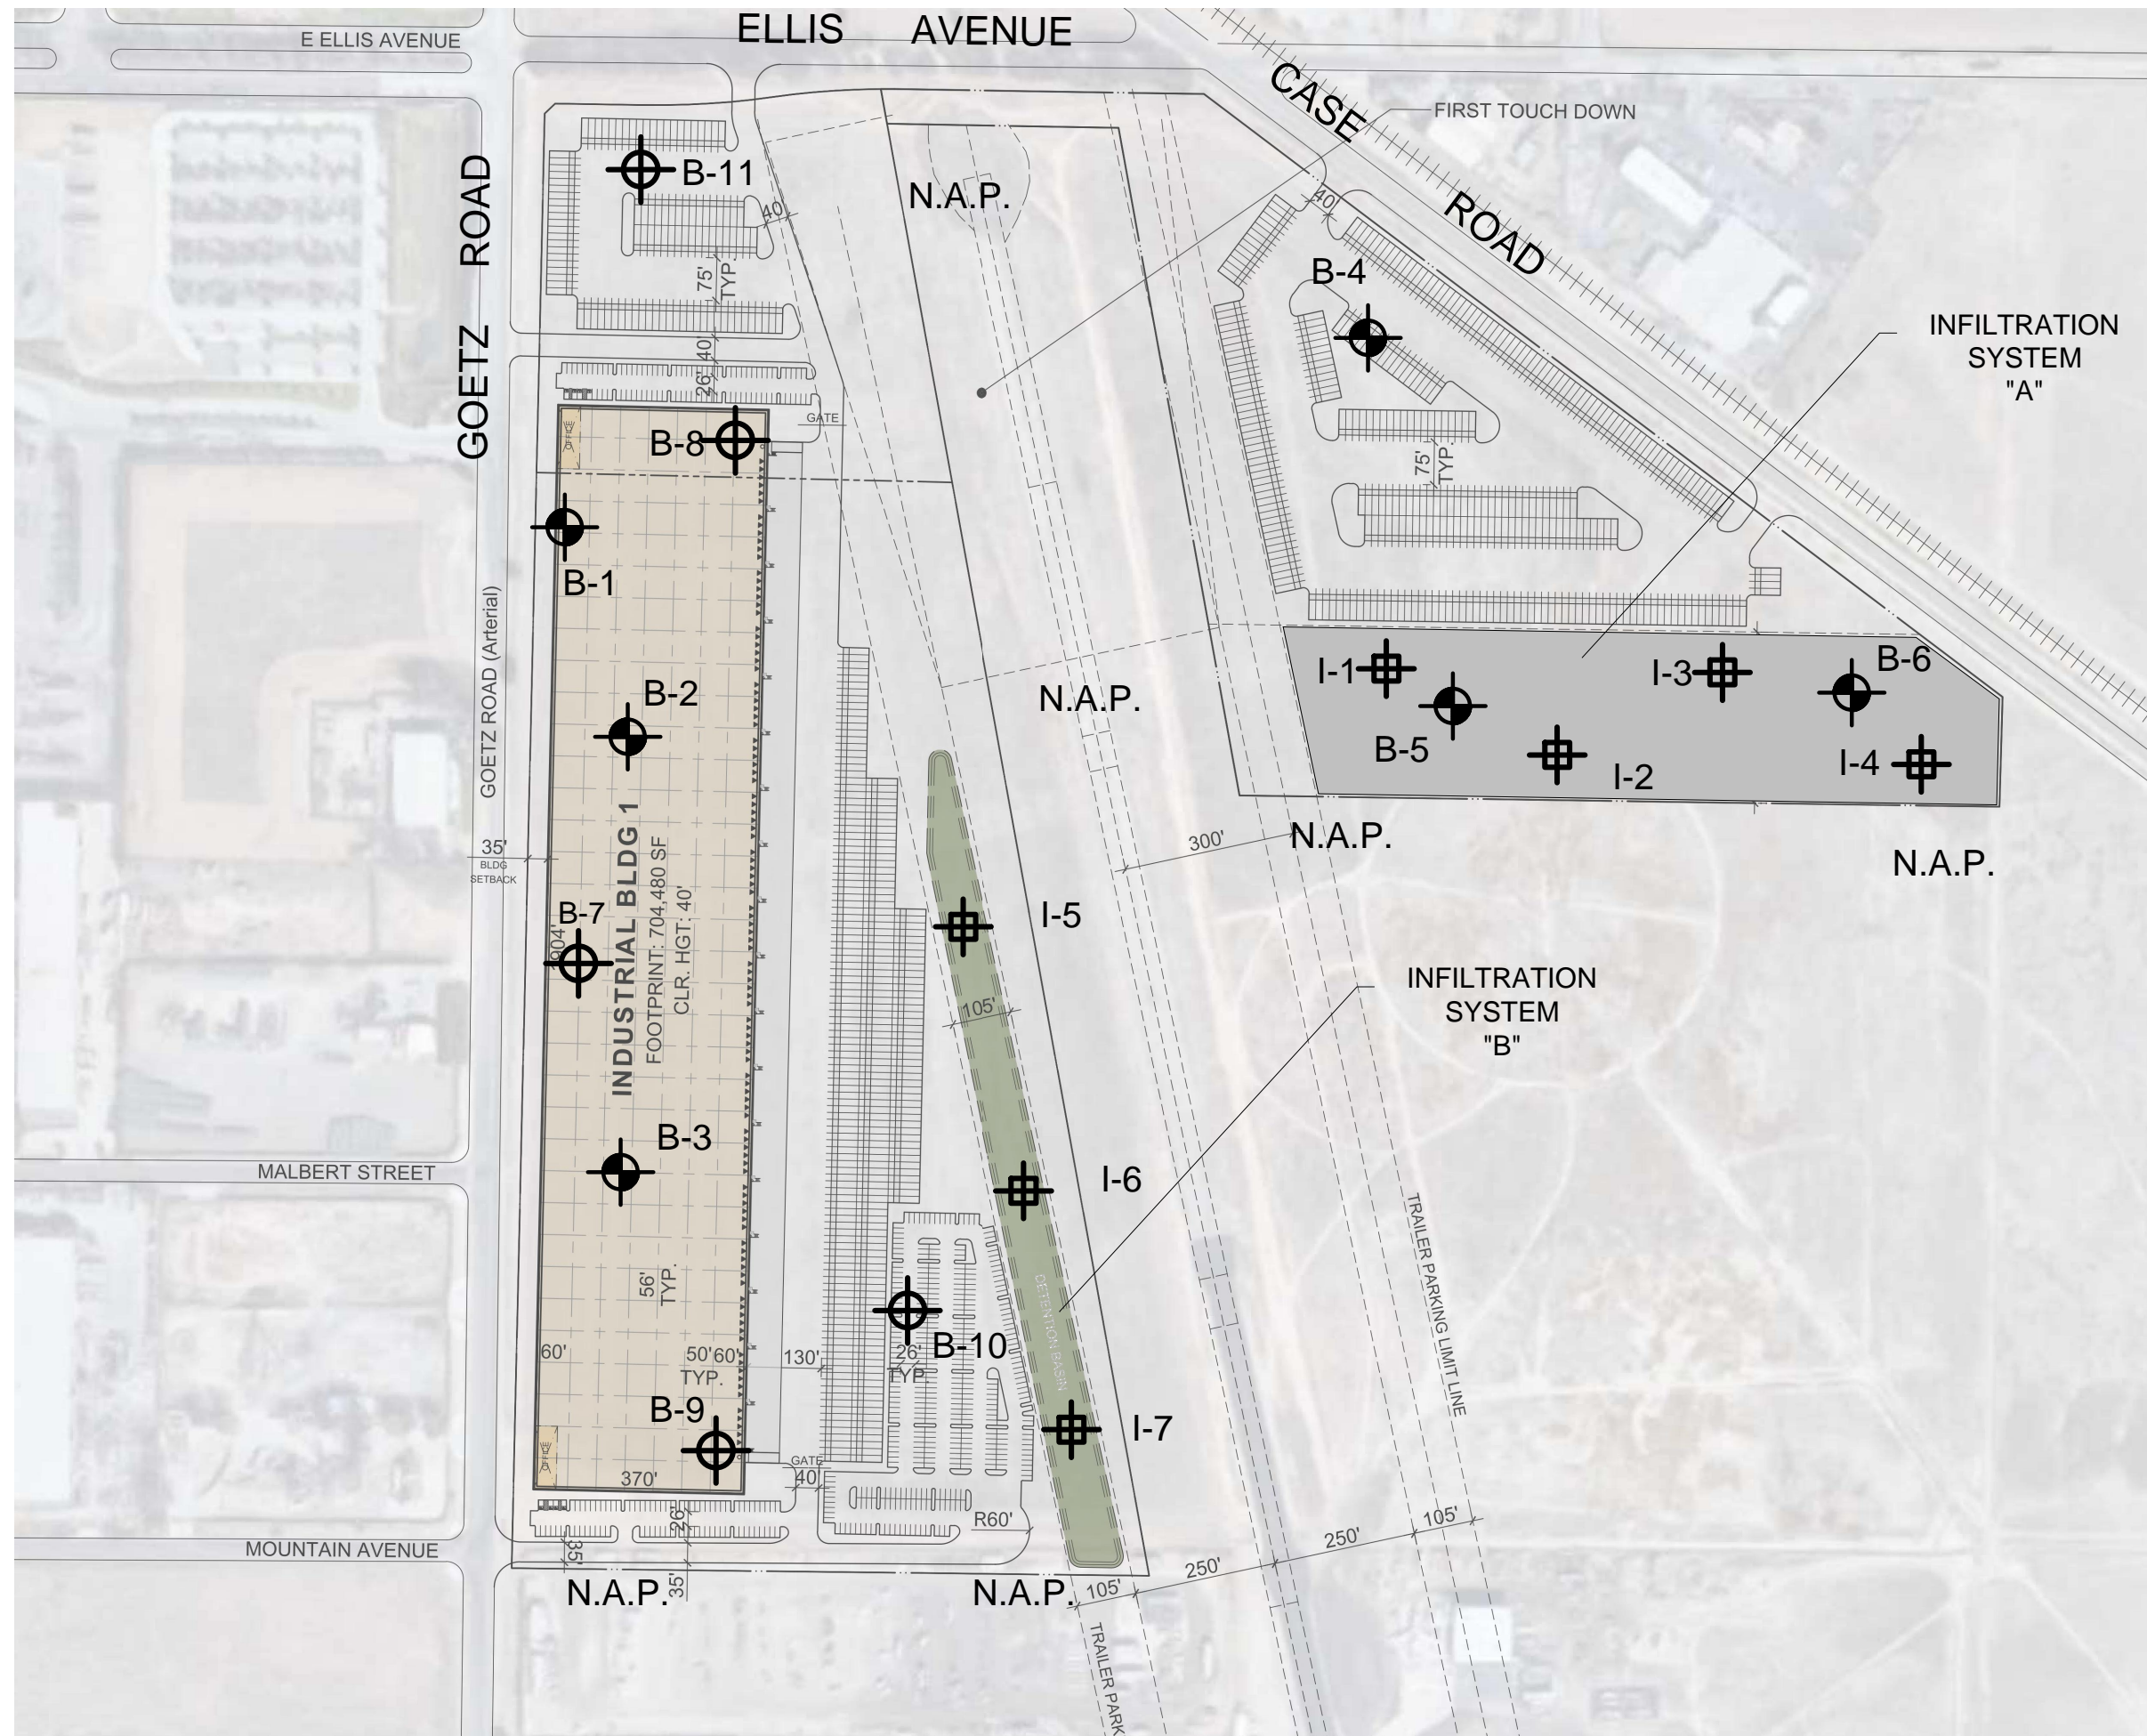 ELLIS AVENUE
E ELLIS AVENUE
CASE ROAD
FIRST TOUCH DOWN
GOETZ ROAD
B-11
N.A.P.
40'
40'
75'
TYP.
B-4
INFILTRATION
SYSTEM
"A"
40'
26'
GATE
OFFICE
B-8
75'
TYP.
B-1
GOETZ ROAD (Arterial)
B-2
N.A.P.
I-1
I-3
B-6
B-5
I-2
I-4
35'
BLDG
SETBACK
INDUSTRIAL BLDG 1
FOOTPRINT: 704,480 SF
CLR. HGT: 40'
300'
N.A.P.
N.A.P.
B-7
I-5
INFILTRATION
SYSTEM
"B"
105'
B-3
MALBERT STREET
I-6
TRAILER PARKING LIMIT LINE
56'
TYP.
DETENTION BASIN
B-10
60'
50'60'
TYP.
130'
26'
TYP.
B-9
I-7
OFFICE
370'
GATE
40'
26'
R60'
MOUNTAIN AVENUE
35'
35'
N.A.P.
N.A.P.
105'
250'
250'
105'
TRAILER PARK